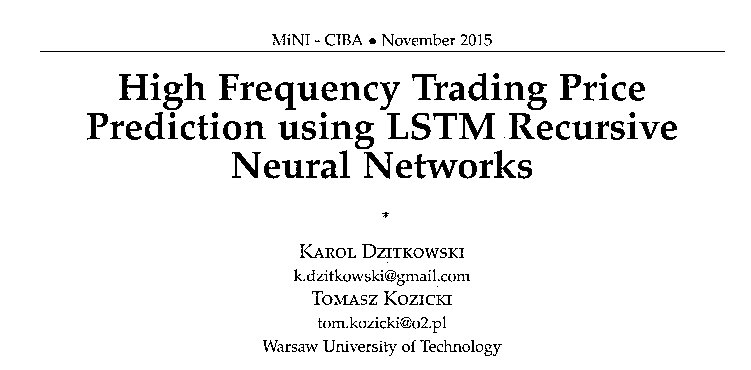 MiNI - CIBA • November 2015
High Frequency Trading Price
Prediction using LSTM Recursive
Neural Networks
*
Karol Dzitkowski
k.dzitkowski@gmail.com
Tomasz Kozicki
tom.kozicki@o2.pl
Warsaw University of Technology